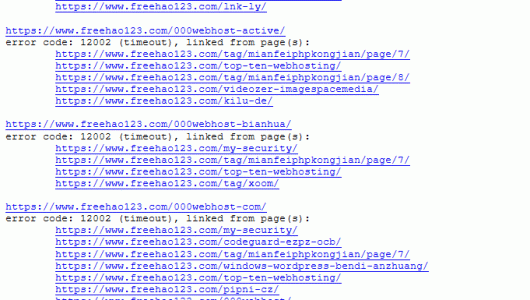 https://www.freehao123.com/lnk-ly/
https://www.freehao123.com/000webhost-active/
error code: 12002 (timeout), linked from page(s):
https://www.freehao123.com/tag/mianfeiphpkongjian/page/7/
https://www.freehao123.com/top-ten-webhosting/
https://www.freehao123.com/tag/mianfeiphpkongjian/page/8/
https://www.freehao123.com/videozer-imagespacemedia/
https://www.freehao123.com/kilu-de/
https://www.freehao123.com/000webhost-bianhua/
error code: 12002 (timeout), linked from page(s):
https://www.freehao123.com/my-security/
https://www.freehao123.com/tag/mianfeiphpkongjian/page/7/
https://www.freehao123.com/top-ten-webhosting/
https://www.freehao123.com/tag/xoom/
https://www.freehao123.com/000webhost-com/
error code: 12002 (timeout), linked from page(s):
https://www.freehao123.com/my-security/
https://www.freehao123.com/codeguard-ezpz-ocb/
https://www.freehao123.com/tag/mianfeiphpkongjian/page/7/
https://www.freehao123.com/windows-wordpress-bendi-anzhuang/
https://www.freehao123.com/top-ten-webhosting/
https://www.freehao123.com/pipni-cz/